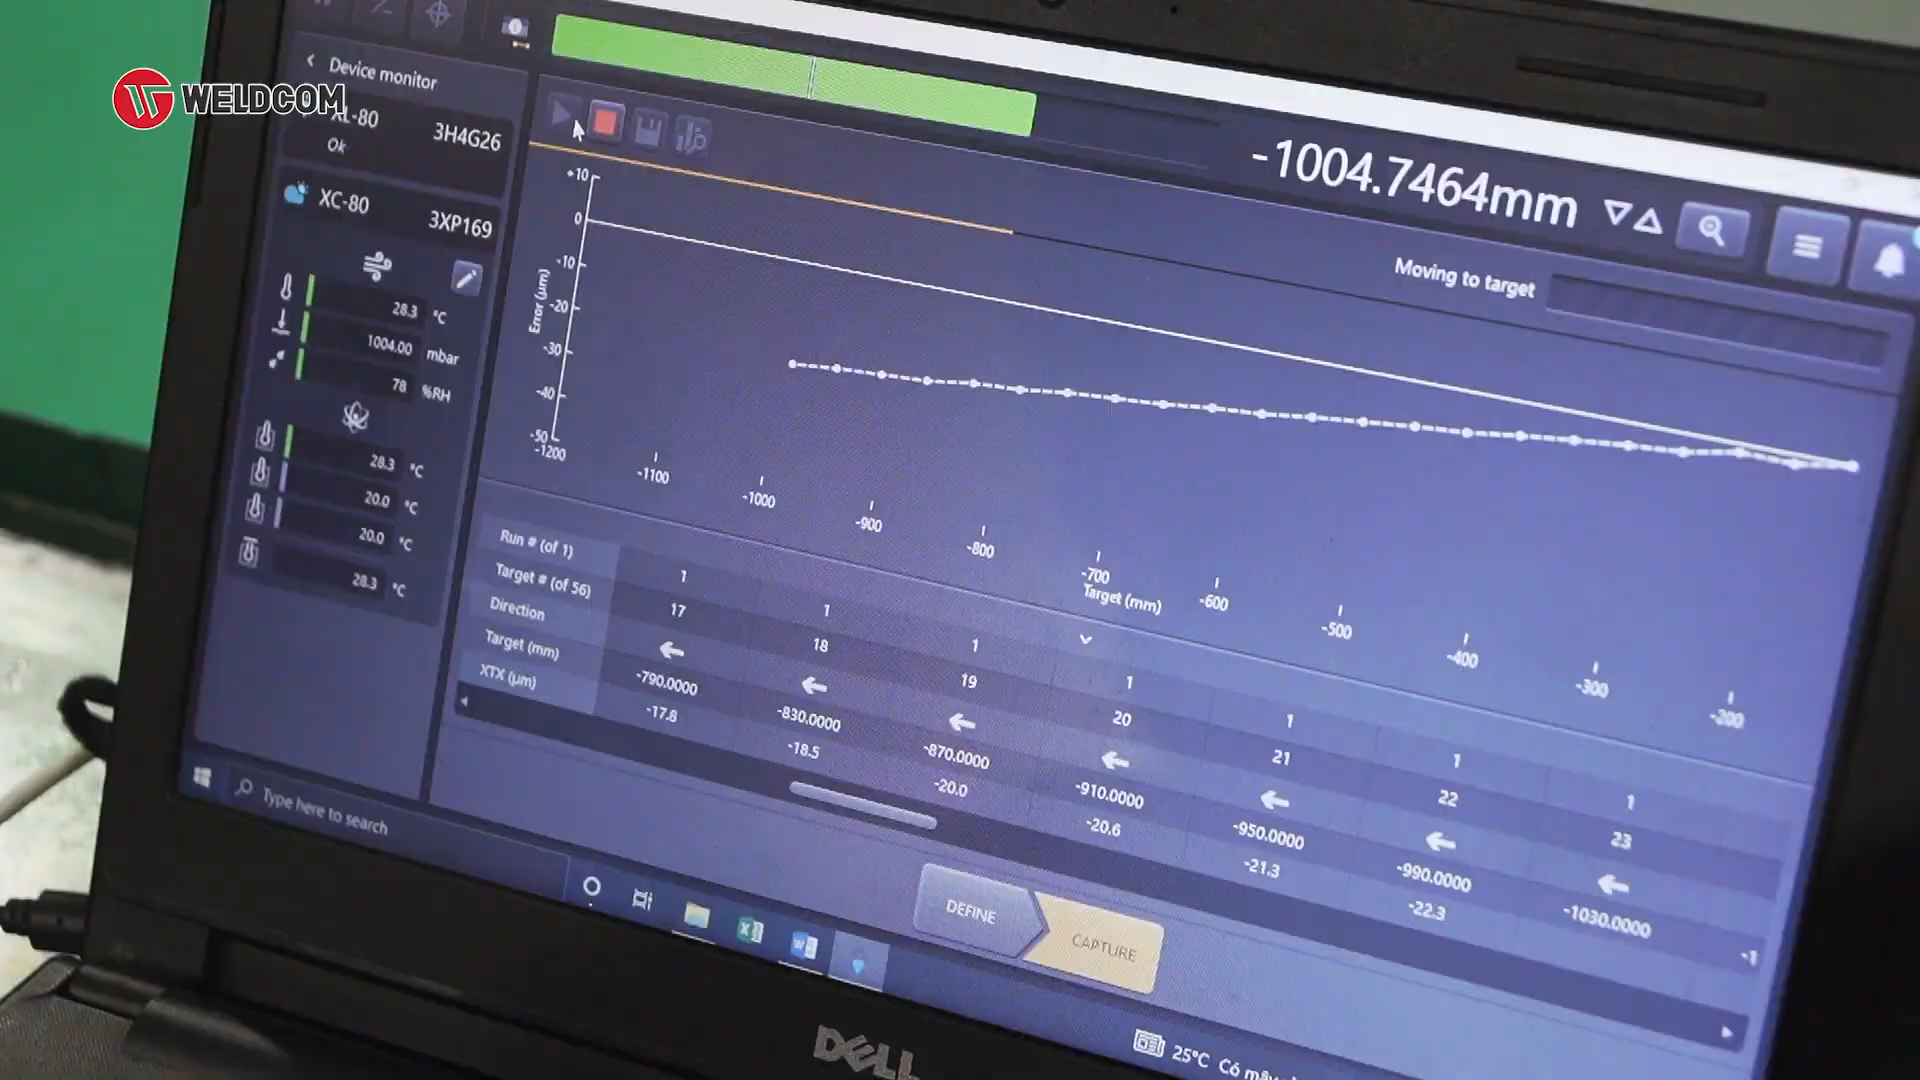 WELDCOM
Device monitor
XL-80
3H4G26
Ok
XC-80
3XP169
28.3 °C
1004.00 mbar
78 %RH
28.3 °C
20.0 °C
20.0 °C
28.3 °C
-1004.7464mm
Moving to target
+10
0
-10
-20
-30
-40
-50
Error (µm)
-1200
-1100
-1000
-900
-800
-700
-600
-500
-400
-300
-200
Target (mm)
Run # (of 1) 1 1 1 1 1 1 1
Target # (of 56) 17 18 19 20 21 22 23
Direction
Target (mm) -790.0000 -830.0000 -870.0000 -910.0000 -950.0000 -990.0000 -1030.0000 -1
XTX (µm) -17.8 -18.5 -20.0 -20.6 -21.3 -22.3
DEFINE
CAPTURE
Type here to search
25°C Có mây
DELL